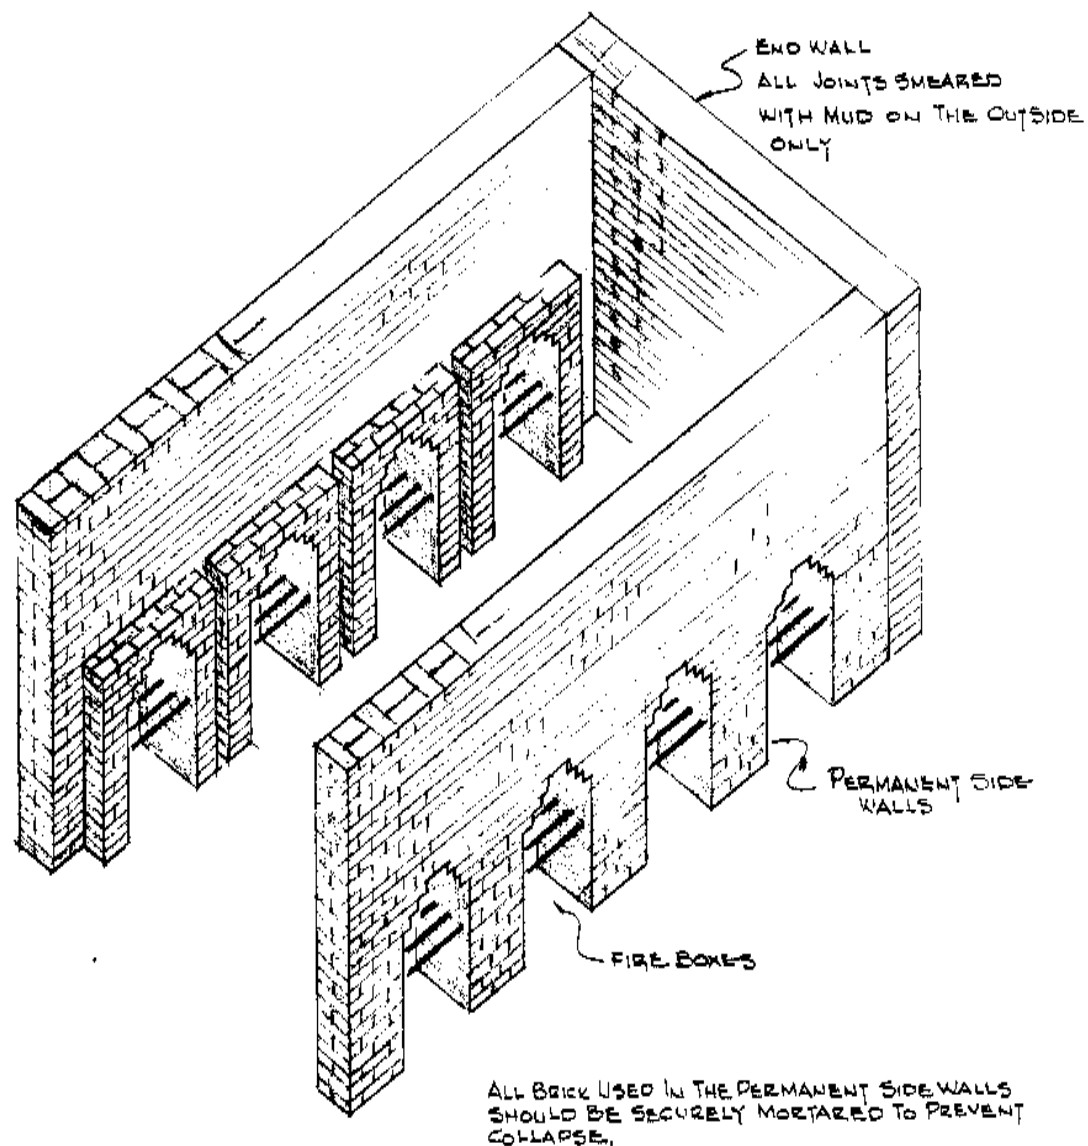 END WALL
ALL JOINTS SMEARED
WITH MUD ON THE OUTSIDE
ONLY
PERMANENT SIDE
WALLS
FIRE BOXES
ALL BRICK USED IN THE PERMANENT SIDE WALLS
SHOULD BE SECURELY MORTARED TO PREVENT
COLLAPSE.